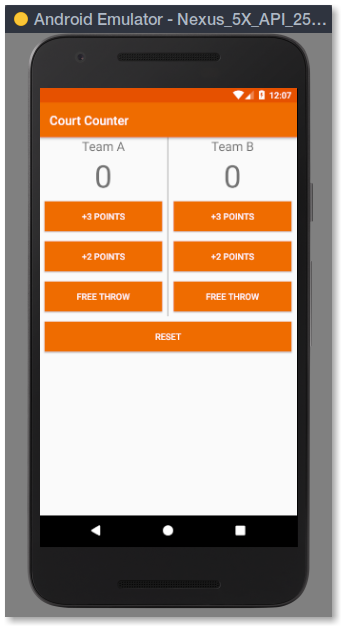 Android Emulator - Nexus_5X_API_25...
12:07
Court Counter
Team A
Team B
0
0
+3 POINTS
+3 POINTS
+2 POINTS
+2 POINTS
FREE THROW
FREE THROW
RESET